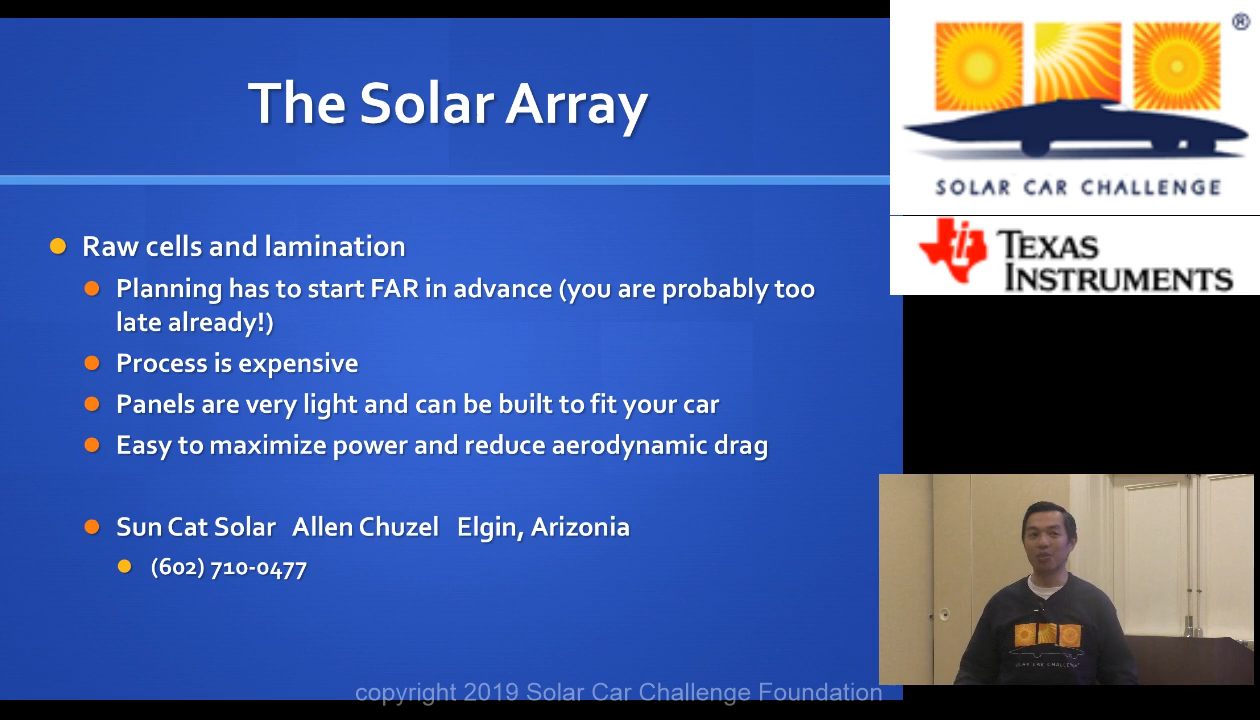 The Solar Array
Raw cells and lamination
Planning has to start FAR in advance (you are probably too
late already!)
Process is expensive
Panels are very light and can be built to fit your car
Easy to maximize power and reduce aerodynamic drag
Sun Cat Solar Allen Chuzel Elgin, Arizonia
(602) 710-0477
copyright 2019 Solar Car Challenge Foundation
®
SOLAR CAR CHALLENGE
TEXAS
INSTRUMENTS
SOLAR CAR CHALLENGE